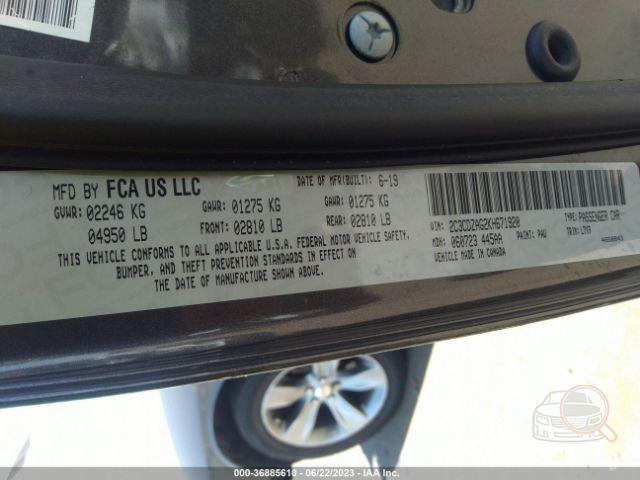 MFD BY FCA US LLC
DATE OF MFR(BUILT): 6-19
GVWR: 02246 KG
04950 LB
GAWR: 01275 KG
FRONT: 02810 LB
GAWR: 01275 KG
REAR: 02810 LB
THIS VEHICLE CONFORMS TO ALL APPLICABLE U.S.A. FEDERAL MOTOR VEHICLE SAFETY,
BUMPER, AND THEFT PREVENTION STANDARDS IN EFFECT ON
THE DATE OF MANUFACTURE SHOWN ABOVE.
VIN: 2C3CDZAG2KH671920
TYPE: PASSENGER CAR
MDH: 060723 445AA
PAINT: PAU
TRIM: L7X9
VEHICLE MADE IN CANADA
000-36885610 - 06/22/2023 - IAA Inc.